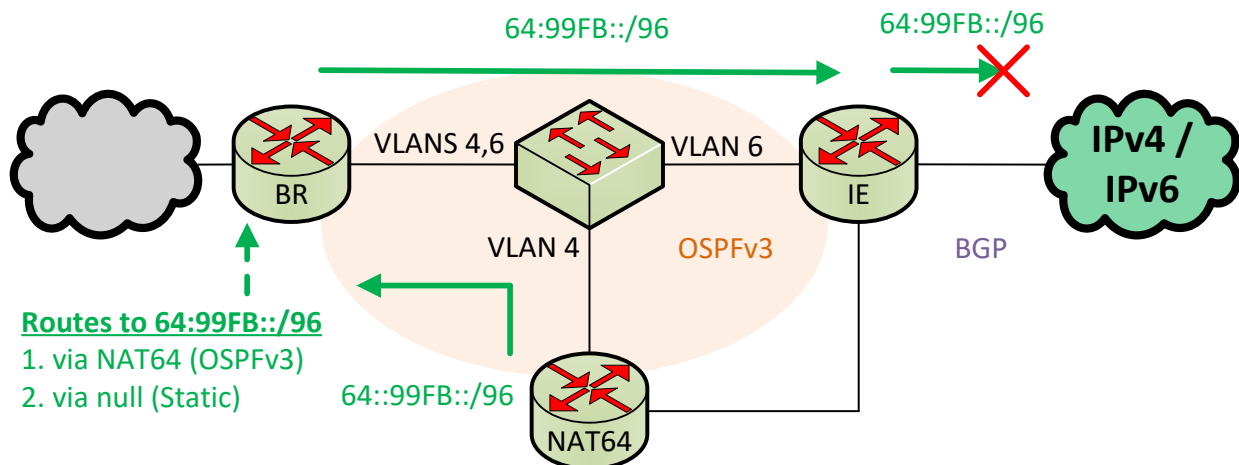 64:99FB::/96
64:99FB::/96
VLANS 4,6
VLAN 6
IPv4 /
IPv6
BR
IE
VLAN 4
OSPFv3
BGP
Routes to 64:99FB::/96
1. via NAT64 (OSPFv3)
2. via null (Static)
64::99FB::/96
NAT64